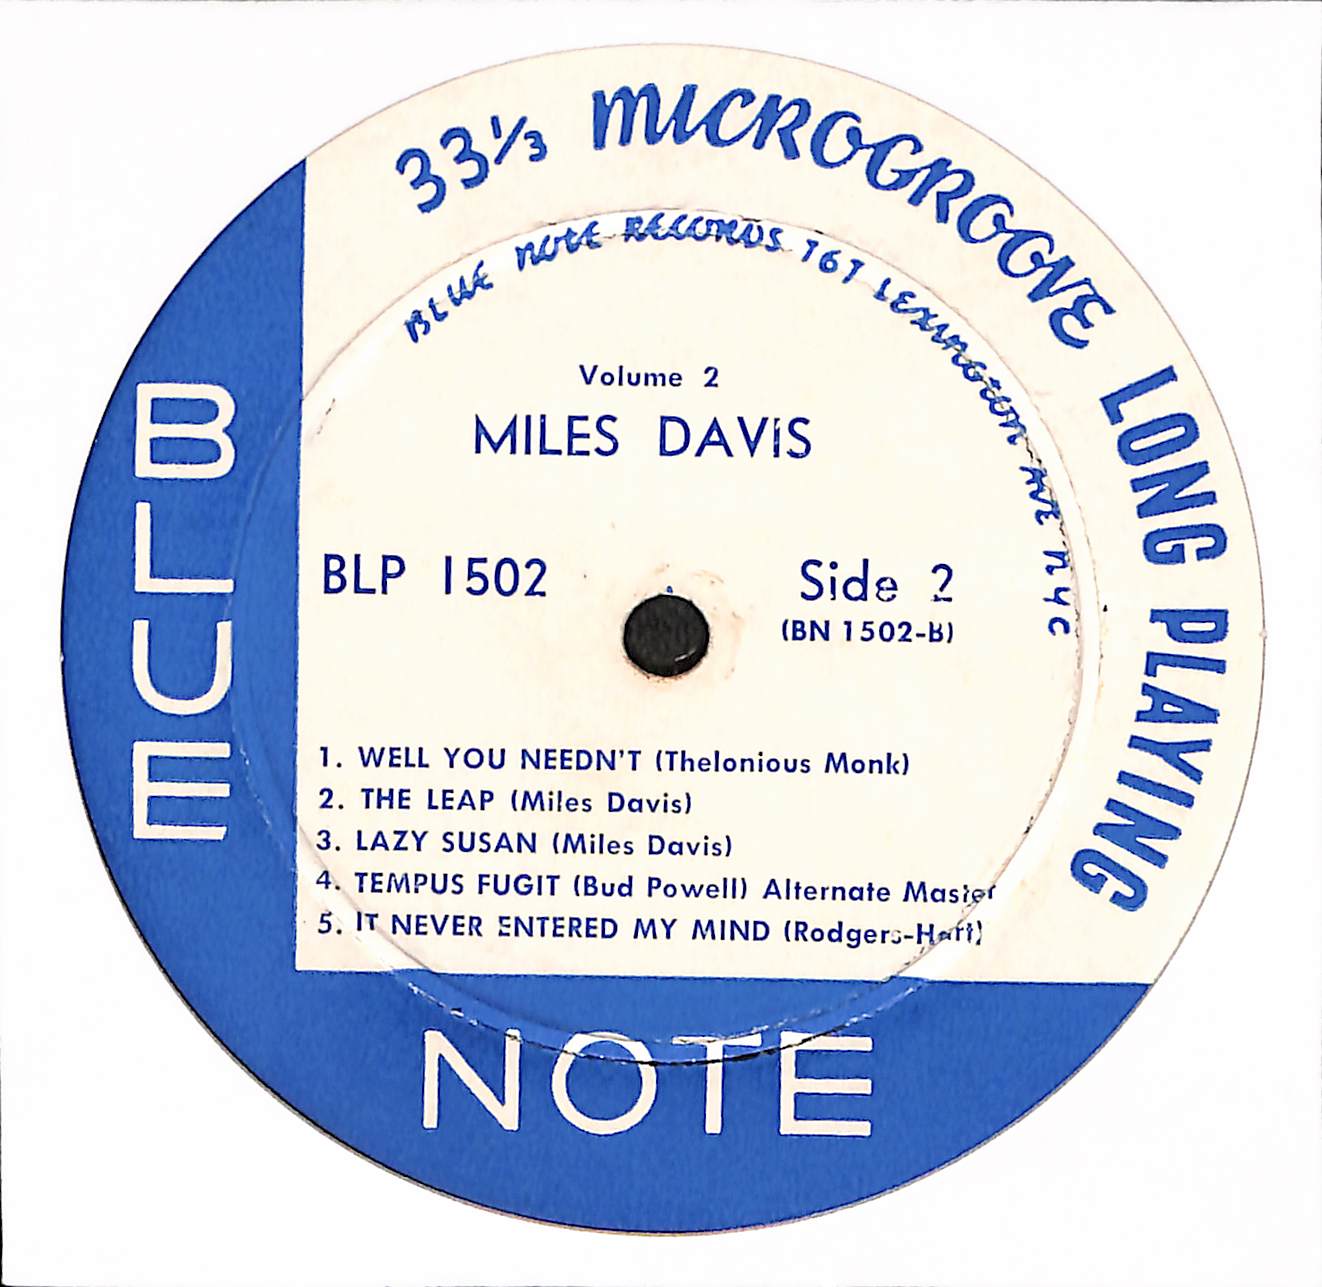 33⅓ MICROGROOVE LONG PLAYING
BLUE NOTE RECORDS 767 LEXINGTON AVE NYC
Volume 2
MILES DAVIS
BLP 1502
Side 2
(BN 1502-B)
1. WELL YOU NEEDN'T (Thelonious Monk)
2. THE LEAP (Miles Davis)
3. LAZY SUSAN (Miles Davis)
4. TEMPUS FUGIT (Bud Powell) Alternate Master
5. IT NEVER ENTERED MY MIND (Rodgers-Hart)
BLUE
NOTE